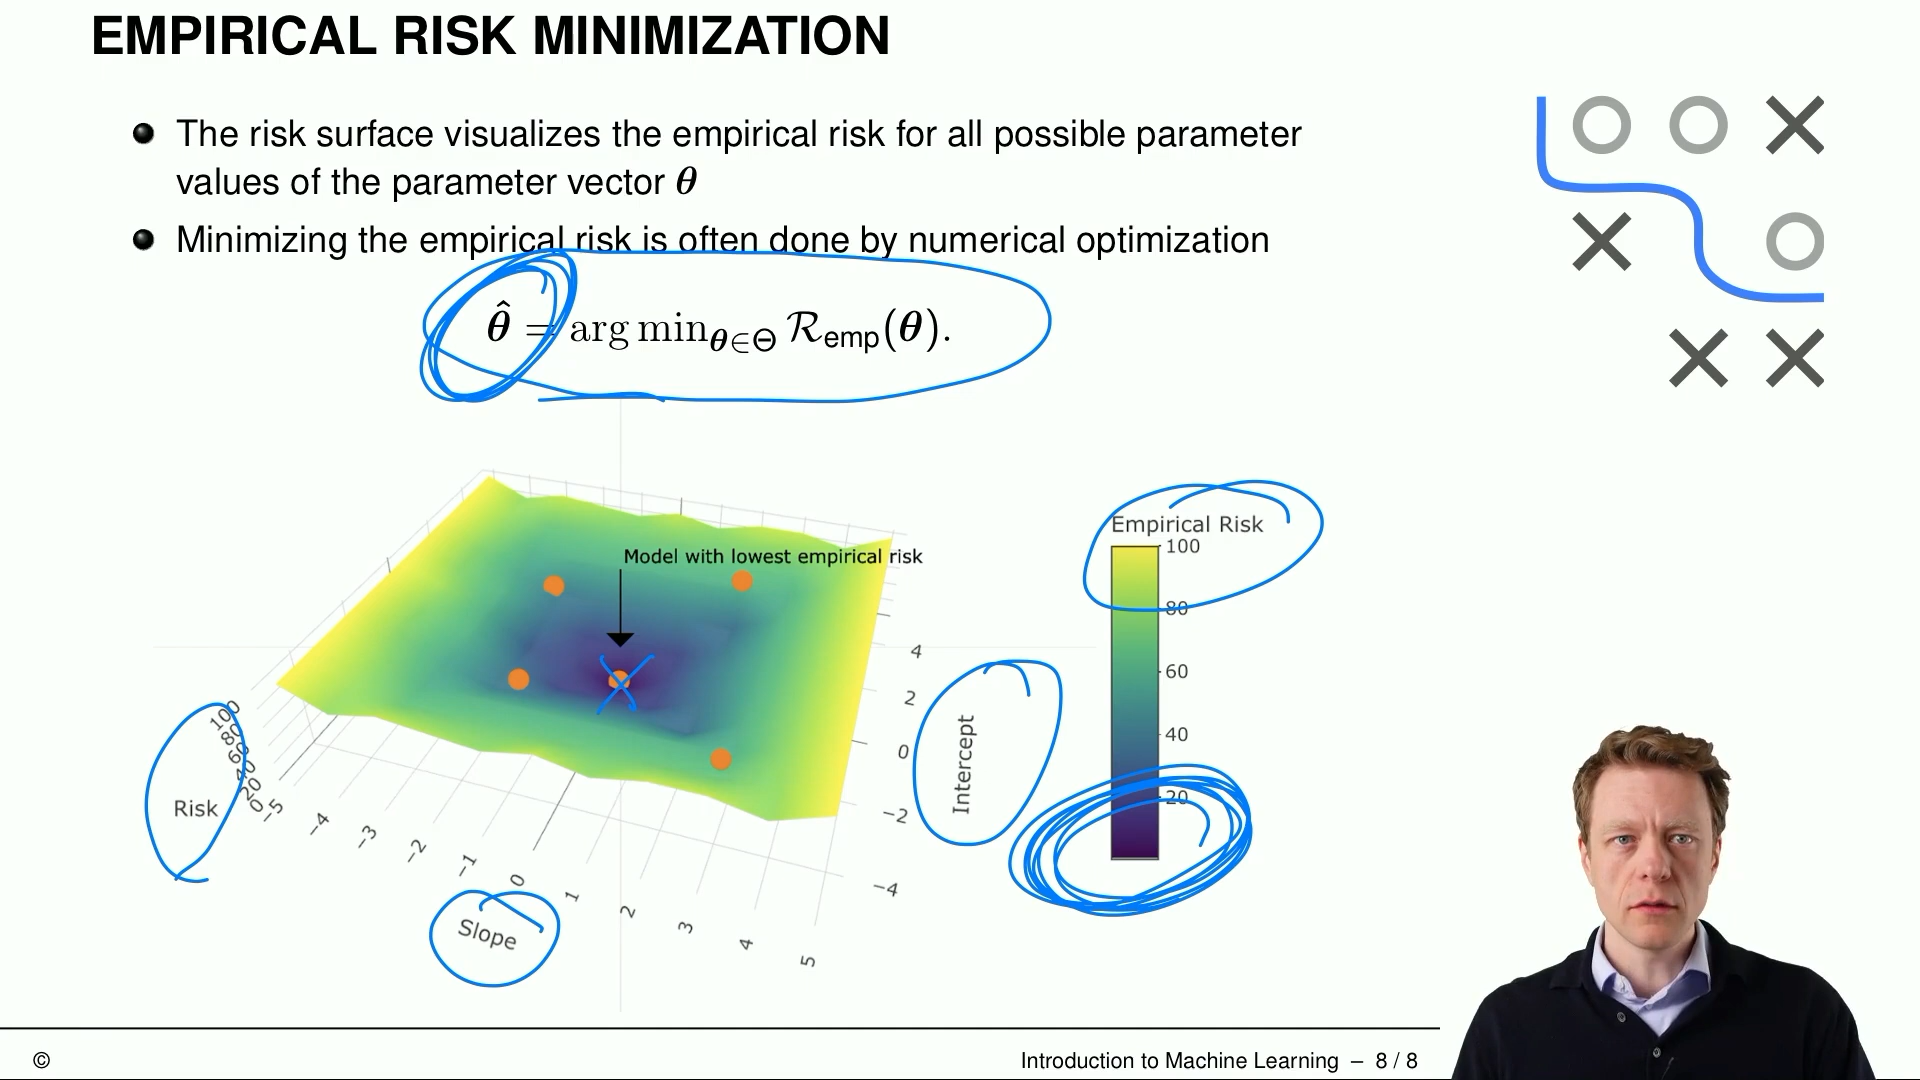 EMPIRICAL RISK MINIMIZATION
The risk surface visualizes the empirical risk for all possible parameter
values of the parameter vector θ
Minimizing the empirical risk is often done by numerical optimization
θ̂ = arg min_{θ∈Θ} R_emp(θ).
Empirical Risk
100
80
60
40
20
Model with lowest empirical risk
4
2
0
−2
−4
Intercept
100
80
60
40
20
0
Risk
−5
−4
−3
−2
−1
0
1
2
3
4
5
Slope
©
Introduction to Machine Learning – 8 / 8